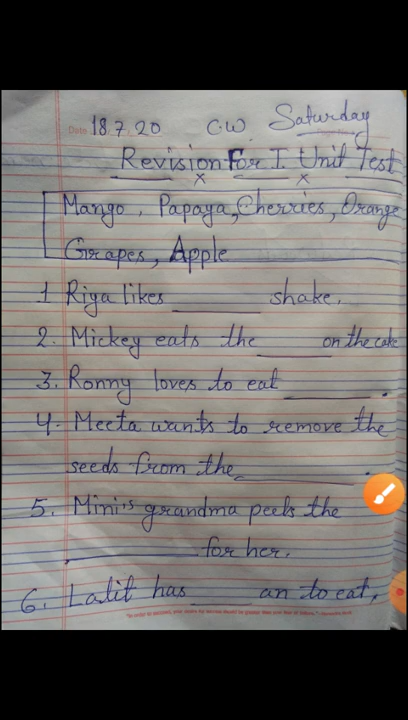 Date 18.7.20 C.W. Saturday
Revision For I Unit Test
Mango, Papaya, Cherries, Orange
Grapes, Apple
1 Riya likes ______ shake.
2. Mickey eats the ______ on the cake
3. Ronny loves to eat ______.
4. Meeta wants to remove the
seeds from the ______.
5. Mini's grandma peels the
______ for her.
6. Lalit has ______ an to eat.